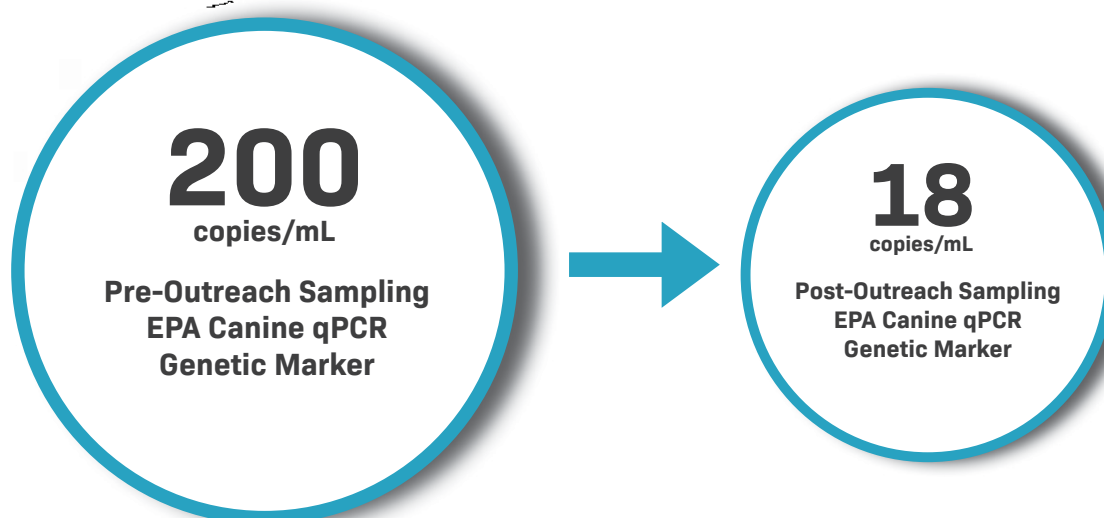 200
copies/mL
Pre-Outreach Sampling
EPA Canine qPCR
Genetic Marker
18
copies/mL
Post-Outreach Sampling
EPA Canine qPCR
Genetic Marker